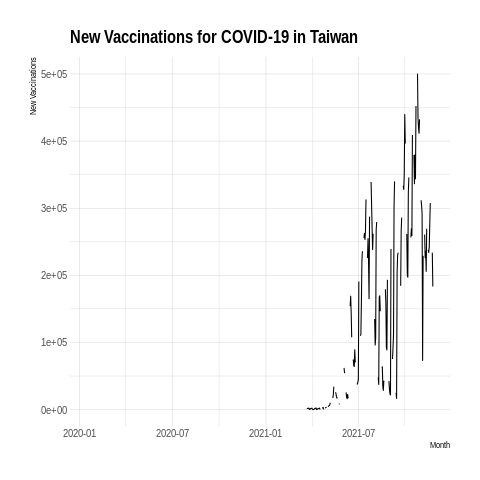 New Vaccinations for COVID-19 in Taiwan
New Vaccinations
5e+05
4e+05
3e+05
2e+05
1e+05
0e+00
2020-01 2020-07 2021-01 2021-07
Month